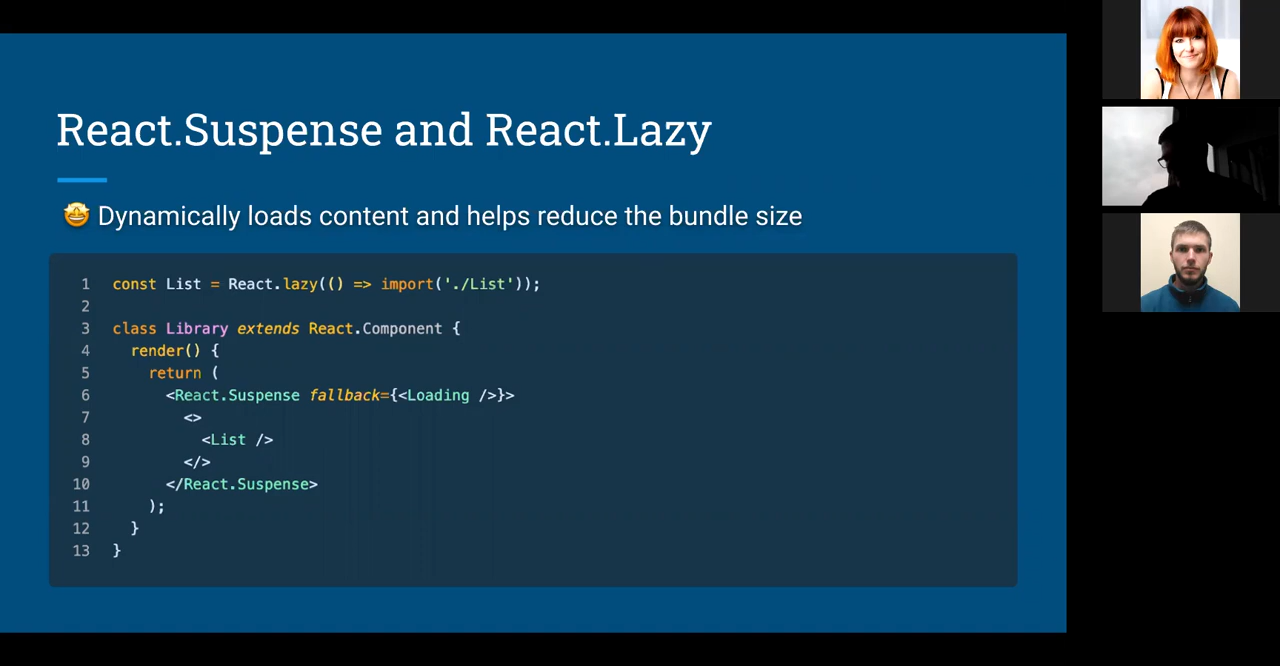 React.Suspense and React.Lazy
🤩 Dynamically loads content and helps reduce the bundle size
1 const List = React.lazy(() => import('./List'));
2
3 class Library extends React.Component {
4   render() {
5     return (
6       <React.Suspense fallback={<Loading />}>
7         <>
8           <List />
9         </>
10       </React.Suspense>
11     );
12   }
13 }